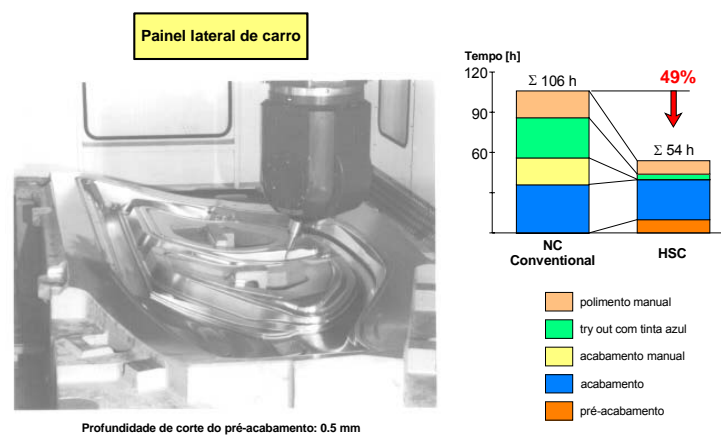 Painel lateral de carro
Tempo [h]
120
90
60
Σ 106 h
49%
Σ 54 h
NC
Conventional
HSC
polimento manual
try out com tinta azul
acabamento manual
acabamento
pré-acabamento
Profundidade de corte do pré-acabamento: 0.5 mm